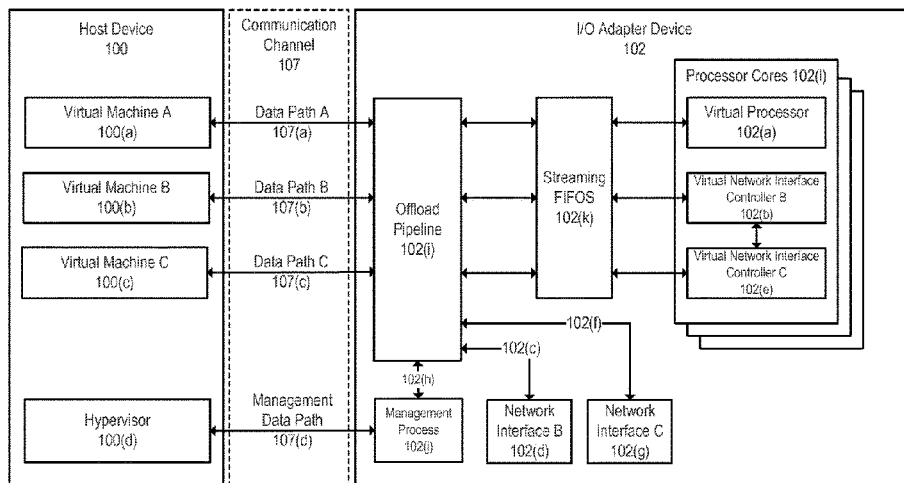 Host Device
100
Communication
Channel
107
I/O Adapter Device
102
Processor Cores 102(l)
Virtual Machine A
100(a)
Data Path A
107(a)
Virtual Processor
102(a)
Virtual Machine B
100(b)
Data Path B
107(b)
Offload
Pipeline
102(i)
Streaming
FIFOS
102(k)
Virtual Network Interface
Controller B
102(b)
Virtual Machine C
100(c)
Data Path C
107(c)
Virtual Network Interface
Controller C
102(e)
102(f)
102(c)
102(h)
Hypervisor
100(d)
Management
Data Path
107(d)
Management
Process
102(j)
Network
Interface B
102(d)
Network
Interface C
102(g)